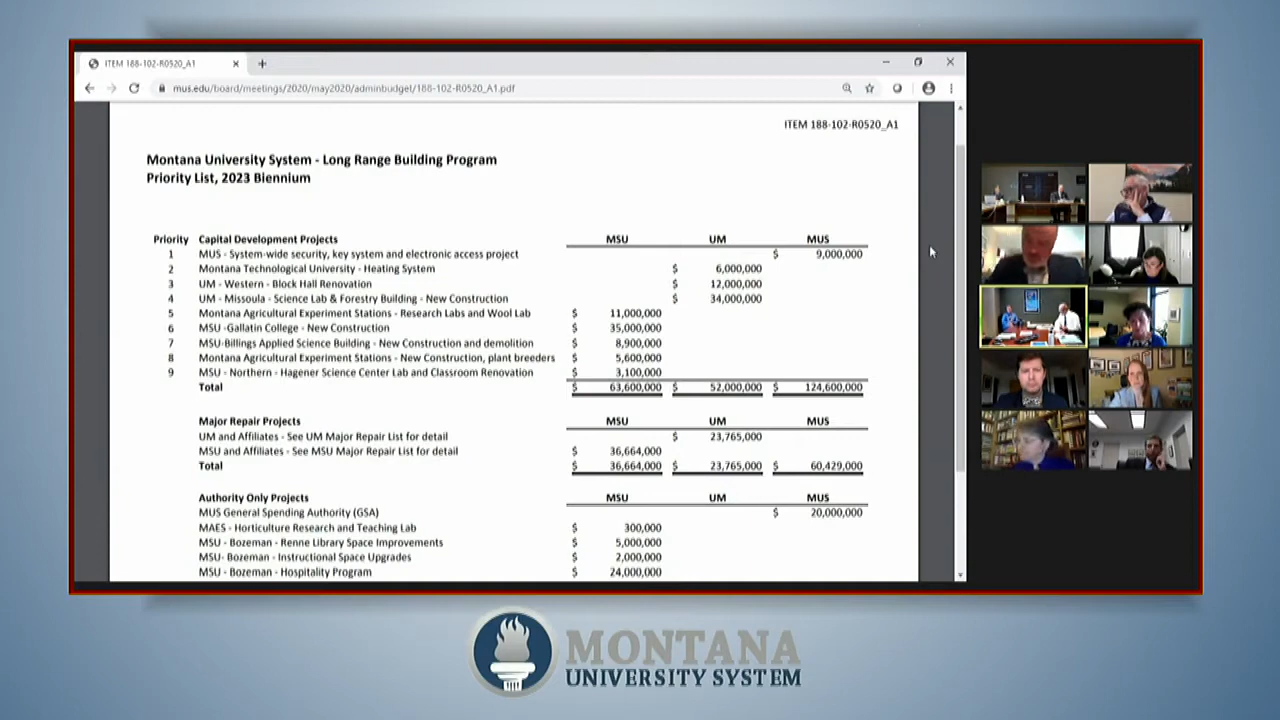 ITEM 188-102-R0520_A1
mus.edu/board/meetings/2020/may2020/adminbudget/188-102-R0520_A1.pdf
ITEM 188-102-R0520_A1
Montana University System - Long Range Building Program
Priority List, 2023 Biennium
Priority Capital Development Projects MSU UM MUS
1 MUS - System-wide security, key system and electronic access project $ 9,000,000
2 Montana Technological University - Heating System $ 6,000,000
3 UM - Western - Block Hall Renovation $ 12,000,000
4 UM - Missoula - Science Lab & Forestry Building - New Construction $ 34,000,000
5 Montana Agricultural Experiment Stations - Research Labs and Wool Lab $ 11,000,000
6 MSU -Gallatin College - New Construction $ 35,000,000
7 MSU-Billings Applied Science Building - New Construction and demolition $ 8,900,000
8 Montana Agricultural Experiment Stations - New Construction, plant breeders $ 5,600,000
9 MSU - Northern - Hagener Science Center Lab and Classroom Renovation $ 3,100,000
Total $ 63,600,000 $ 52,000,000 $ 124,600,000
Major Repair Projects MSU UM MUS
UM and Affiliates - See UM Major Repair List for detail $ 23,765,000
MSU and Affiliates - See MSU Major Repair List for detail $ 36,664,000
Total $ 36,664,000 $ 23,765,000 $ 60,429,000
Authority Only Projects MSU UM MUS
MUS General Spending Authority (GSA) $ 20,000,000
MAES - Horticulture Research and Teaching Lab $ 300,000
MSU - Bozeman - Renne Library Space Improvements $ 5,000,000
MSU- Bozeman - Instructional Space Upgrades $ 2,000,000
MSU - Bozeman - Hospitality Program $ 24,000,000
MONTANA
UNIVERSITY SYSTEM